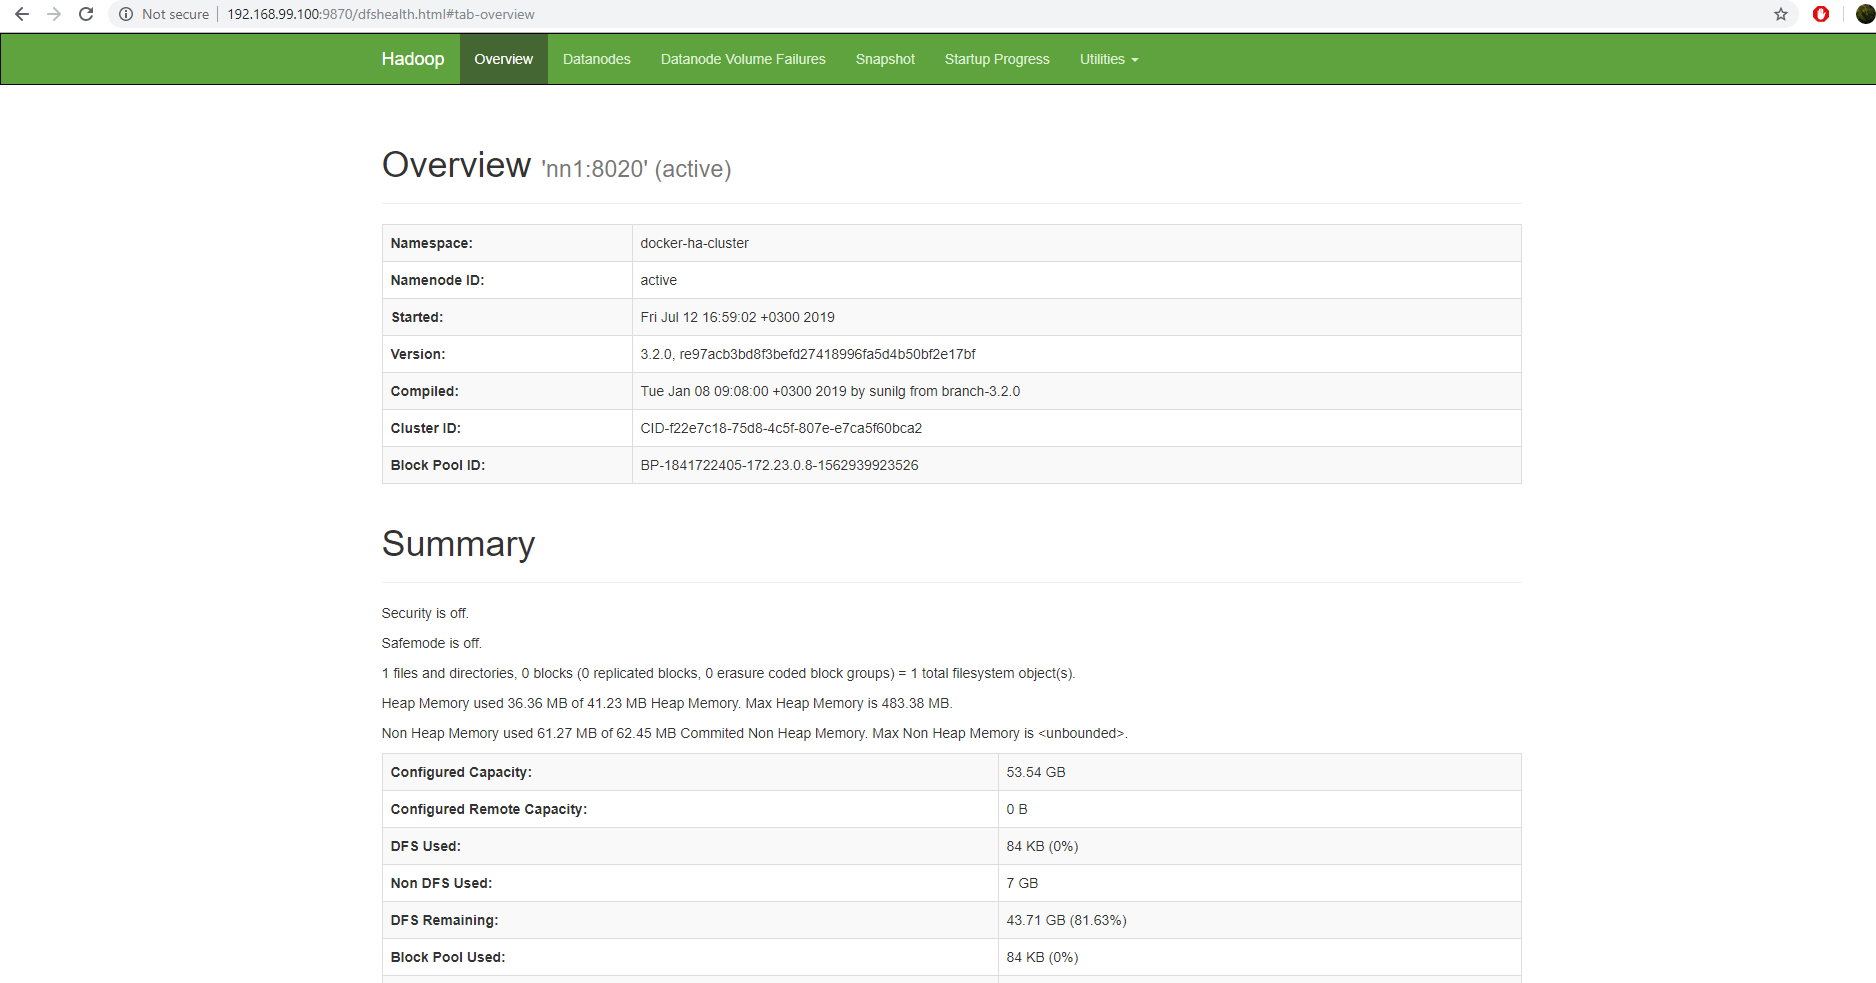 Not secure | 192.168.99.100:9870/dfshealth.html#tab-overview
Hadoop Overview Datanodes Datanode Volume Failures Snapshot Startup Progress Utilities
Overview 'nn1:8020' (active)
Namespace: docker-ha-cluster
Namenode ID: active
Started: Fri Jul 12 16:59:02 +0300 2019
Version: 3.2.0, re97acb3bd8f3befd27418996fa5d4b50bf2e17bf
Compiled: Tue Jan 08 09:08:00 +0300 2019 by sunilg from branch-3.2.0
Cluster ID: CID-f22e7c18-75d8-4c5f-807e-e7ca5f60bca2
Block Pool ID: BP-1841722405-172.23.0.8-1562939923526
Summary
Security is off.
Safemode is off.
1 files and directories, 0 blocks (0 replicated blocks, 0 erasure coded block groups) = 1 total filesystem object(s).
Heap Memory used 36.36 MB of 41.23 MB Heap Memory. Max Heap Memory is 483.38 MB.
Non Heap Memory used 61.27 MB of 62.45 MB Commited Non Heap Memory. Max Non Heap Memory is <unbounded>.
Configured Capacity: 53.54 GB
Configured Remote Capacity: 0 B
DFS Used: 84 KB (0%)
Non DFS Used: 7 GB
DFS Remaining: 43.71 GB (81.63%)
Block Pool Used: 84 KB (0%)